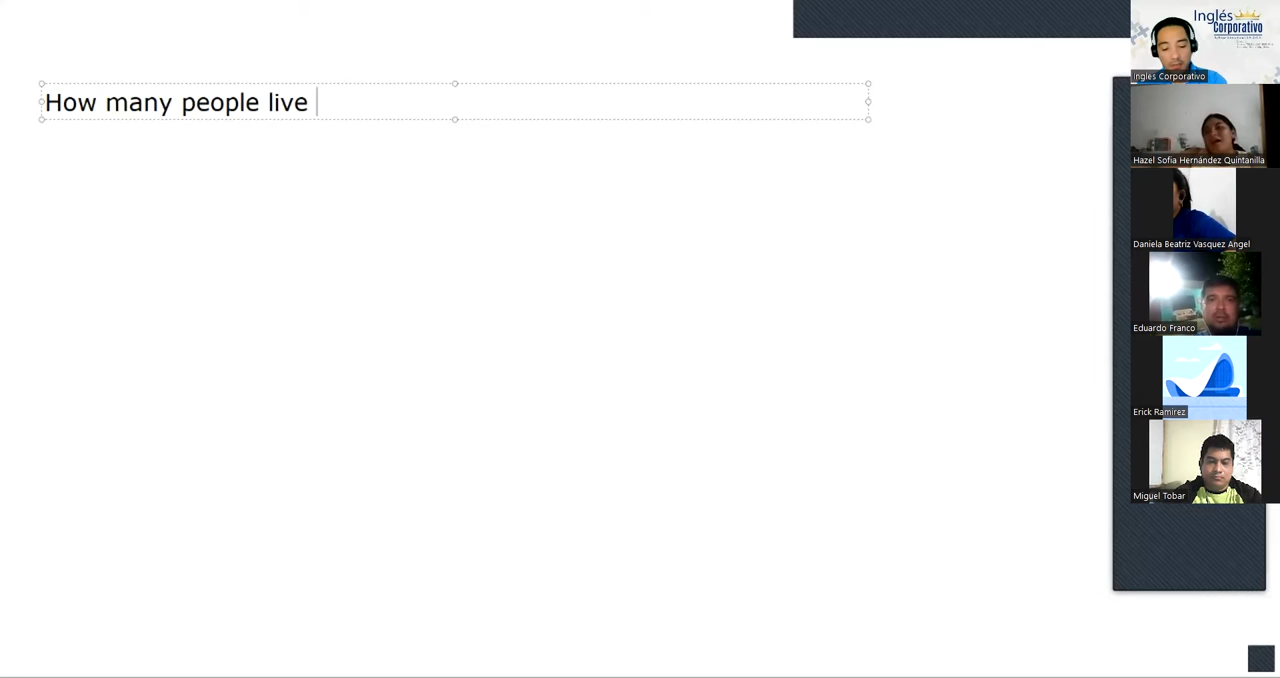 How many people live
Inglés
Corporativo
Ingles Corporativo
Hazel Sofia Hernández Quintanilla
Daniela Beatriz Vasquez Angel
Eduardo Franco
Erick Ramirez
Miguel Tobar